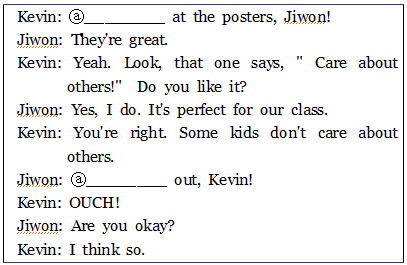 Kevin: ⓐ__________ at the posters, Jiwon!
Jiwon: They're great.
Kevin: Yeah. Look, that one says, " Care about
others!" Do you like it?
Jiwon: Yes, I do. It's perfect for our class.
Kevin: You're right. Some kids don't care about
others.
Jiwon: ⓐ__________ out, Kevin!
Kevin: OUCH!
Jiwon: Are you okay?
Kevin: I think so.